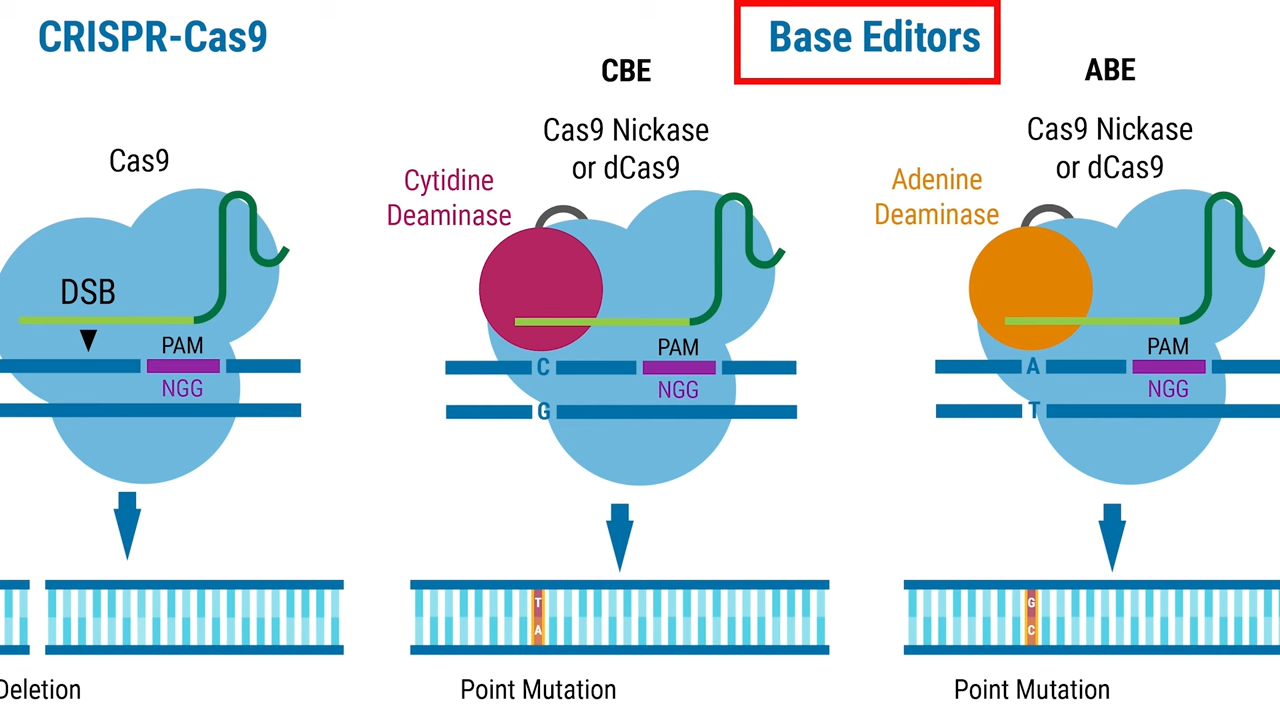 CRISPR-Cas9
Base Editors
CBE
ABE
Cas9
Cas9 Nickase
or dCas9
Cas9 Nickase
or dCas9
Cytidine
Deaminase
Adenine
Deaminase
DSB
PAM
NGG
C
PAM
NGG
G
A
PAM
NGG
T
T
A
G
C
Deletion
Point Mutation
Point Mutation